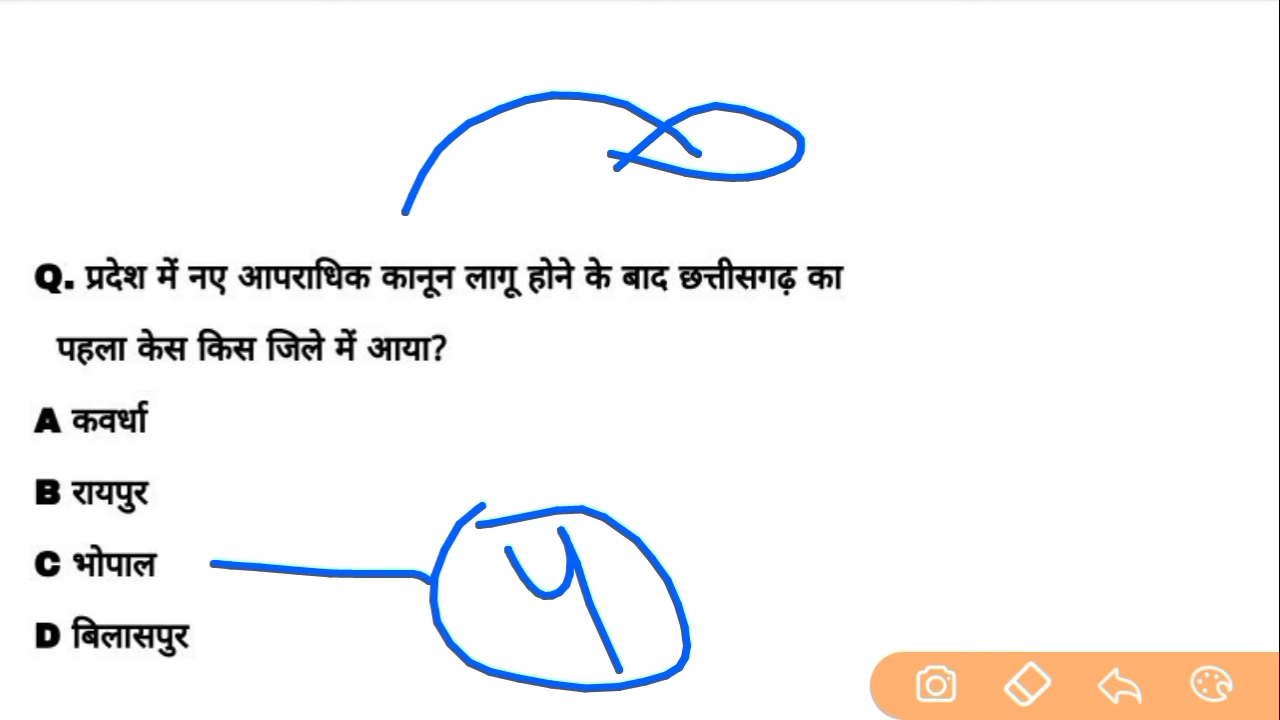 Q. प्रदेश में नए आपराधिक कानून लागू होने के बाद छत्तीसगढ़ का
पहला केस किस जिले में आया?
A कवर्धा
B रायपुर
C भोपाल
D बिलासपुर